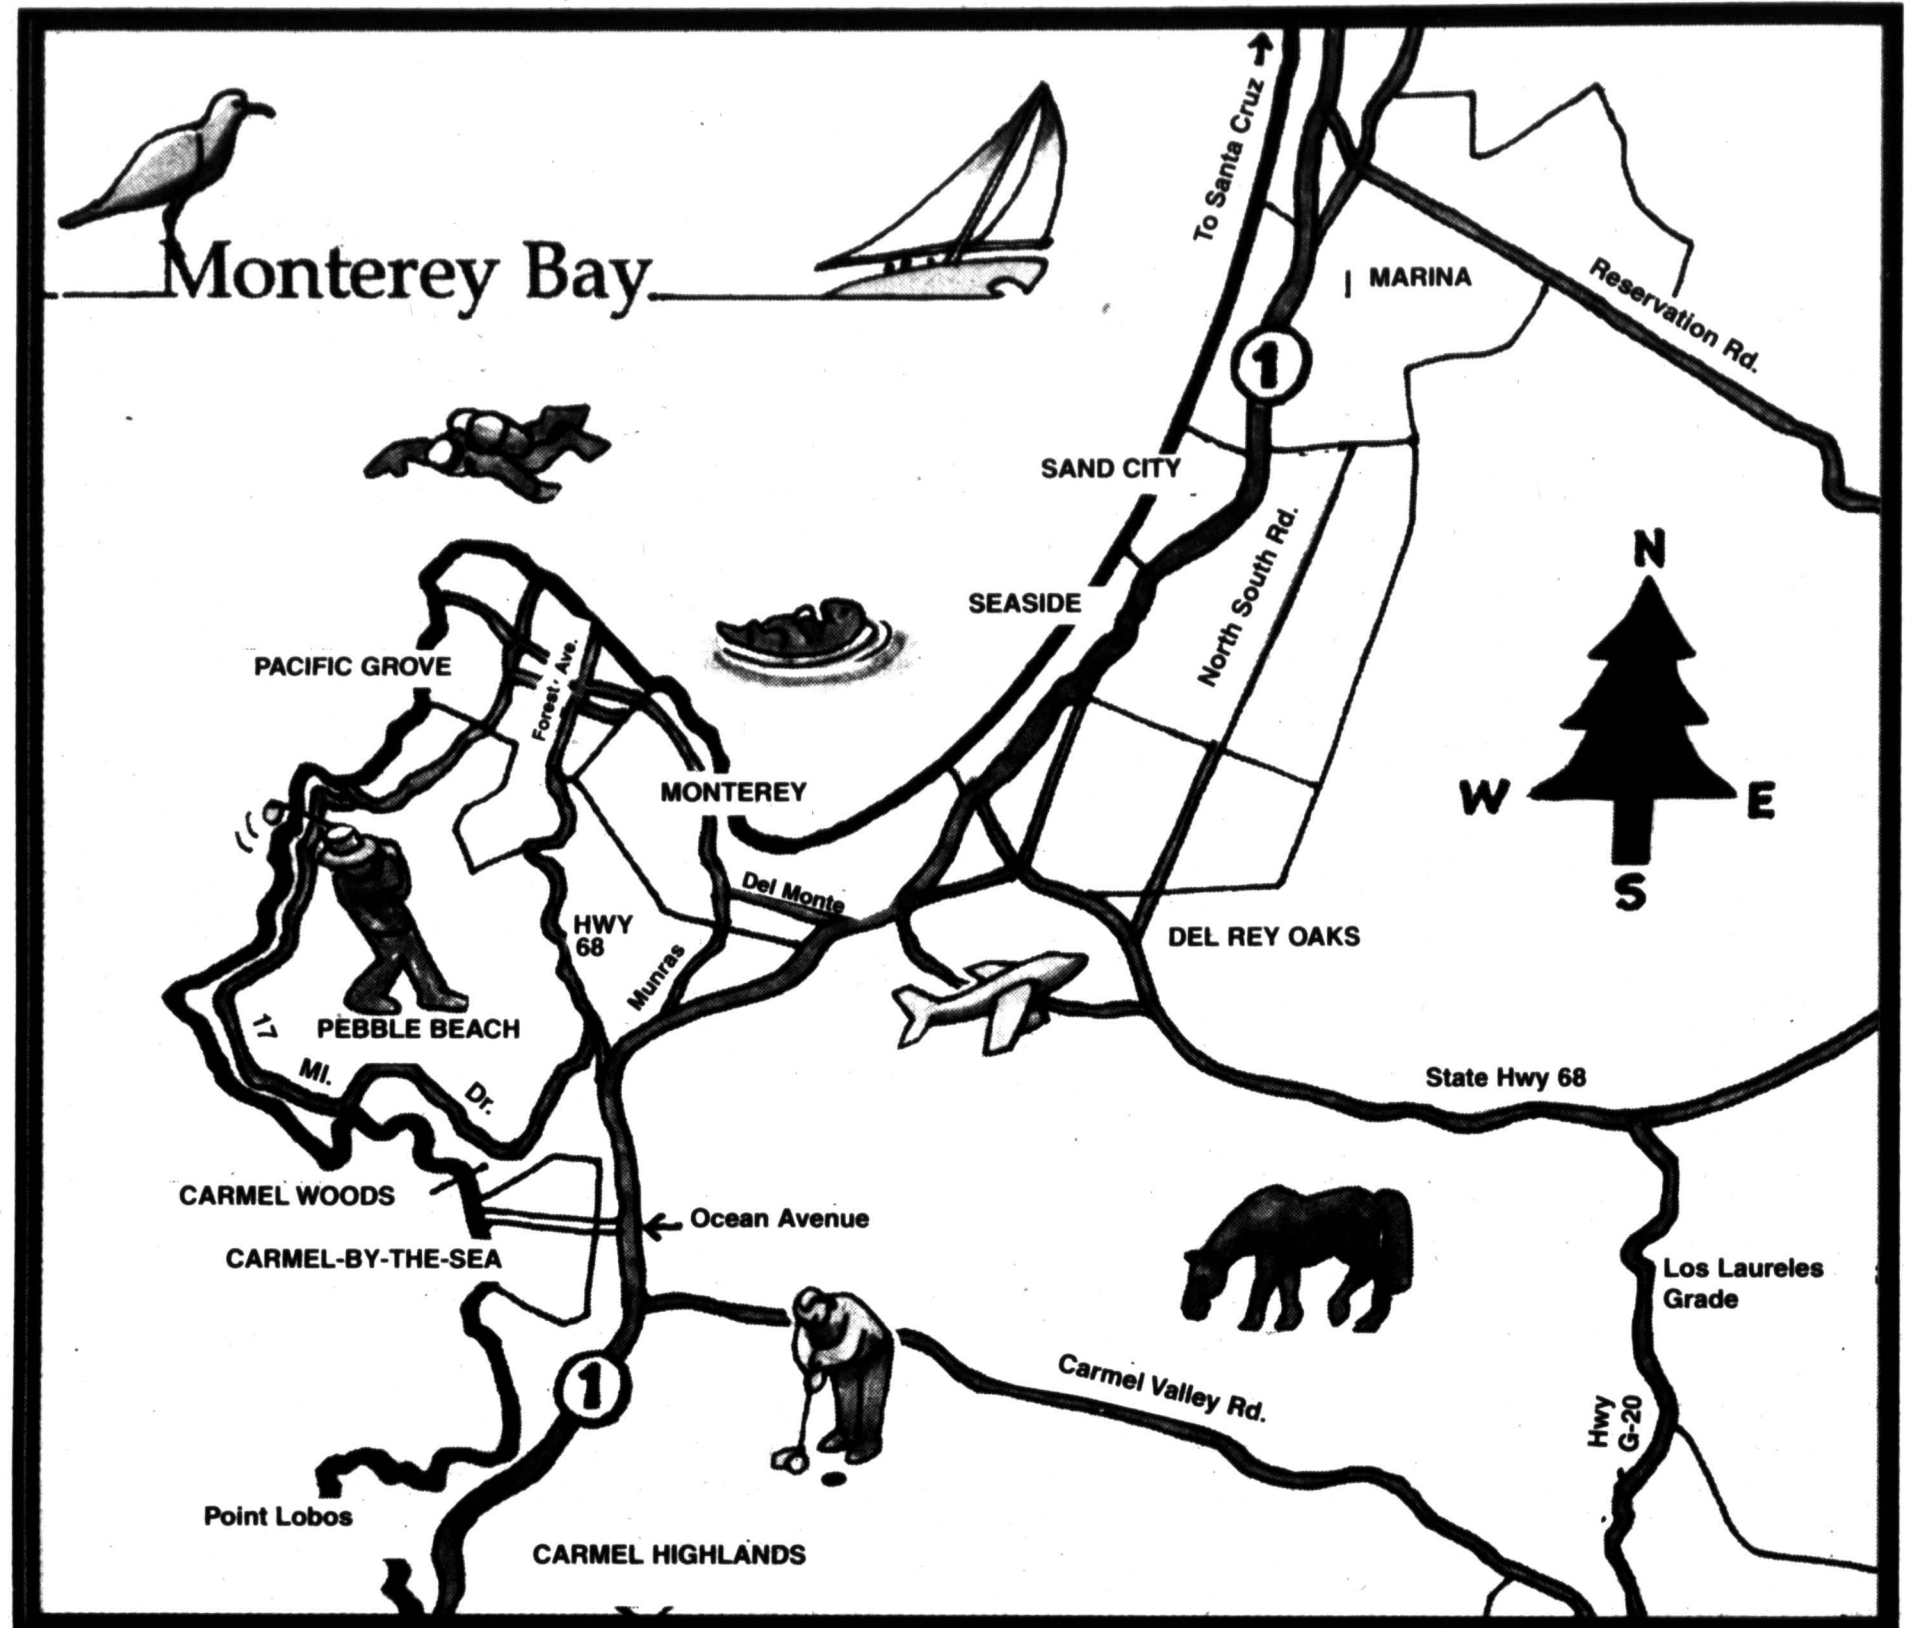 To Santa Cruz
Monterey Bay
MARINA
Reservation Rd.
1
SAND CITY
North South Rd.
SEASIDE
N
W E
S
PACIFIC GROVE
Forest Ave.
MONTEREY
Del Monte
HWY
68
Munras
DEL REY OAKS
PEBBLE BEACH
17
MI.
Dr.
State Hwy 68
CARMEL WOODS
Ocean Avenue
CARMEL-BY-THE-SEA
Los Laureles
Grade
1
Carmel Valley Rd.
Hwy
G-20
Point Lobos
CARMEL HIGHLANDS